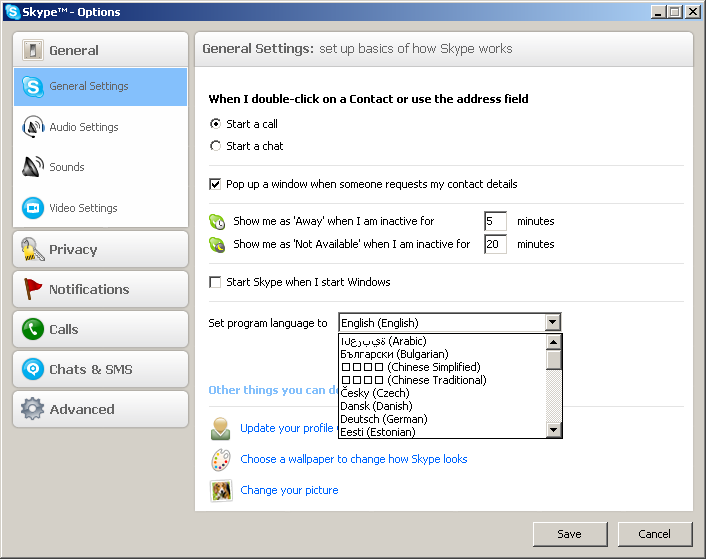 Skype™ - Options
General
General Settings
Audio Settings
Sounds
Video Settings
Privacy
Notifications
Calls
Chats & SMS
Advanced
General Settings: set up basics of how Skype works
When I double-click on a Contact or use the address field
Start a call
Start a chat
Pop up a window when someone requests my contact details
Show me as 'Away' when I am inactive for 5 minutes
Show me as 'Not Available' when I am inactive for 20 minutes
Start Skype when I start Windows
Set program language to English (English)
العربية (Arabic)
Български (Bulgarian)
□□□□ (Chinese Simplified)
□□□□ (Chinese Traditional)
Česky (Czech)
Dansk (Danish)
Deutsch (German)
Eesti (Estonian)
Other things you can d
Update your profile
Choose a wallpaper to change how Skype looks
Change your picture
Save
Cancel